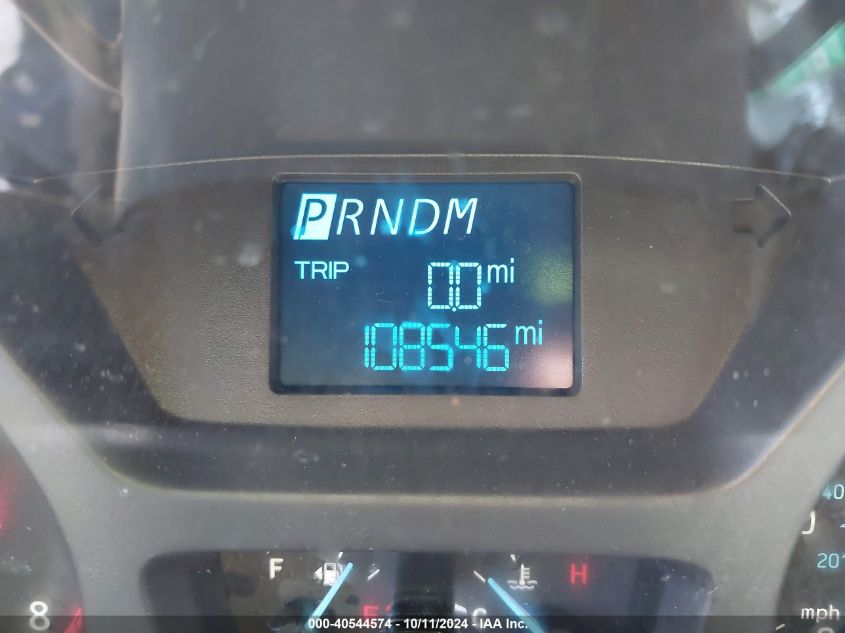 PRNDM
TRIP 0.0 mi
108546 mi
40
20
F H
8 mph
000-40544574 - 10/11/2024 - IAA Inc.